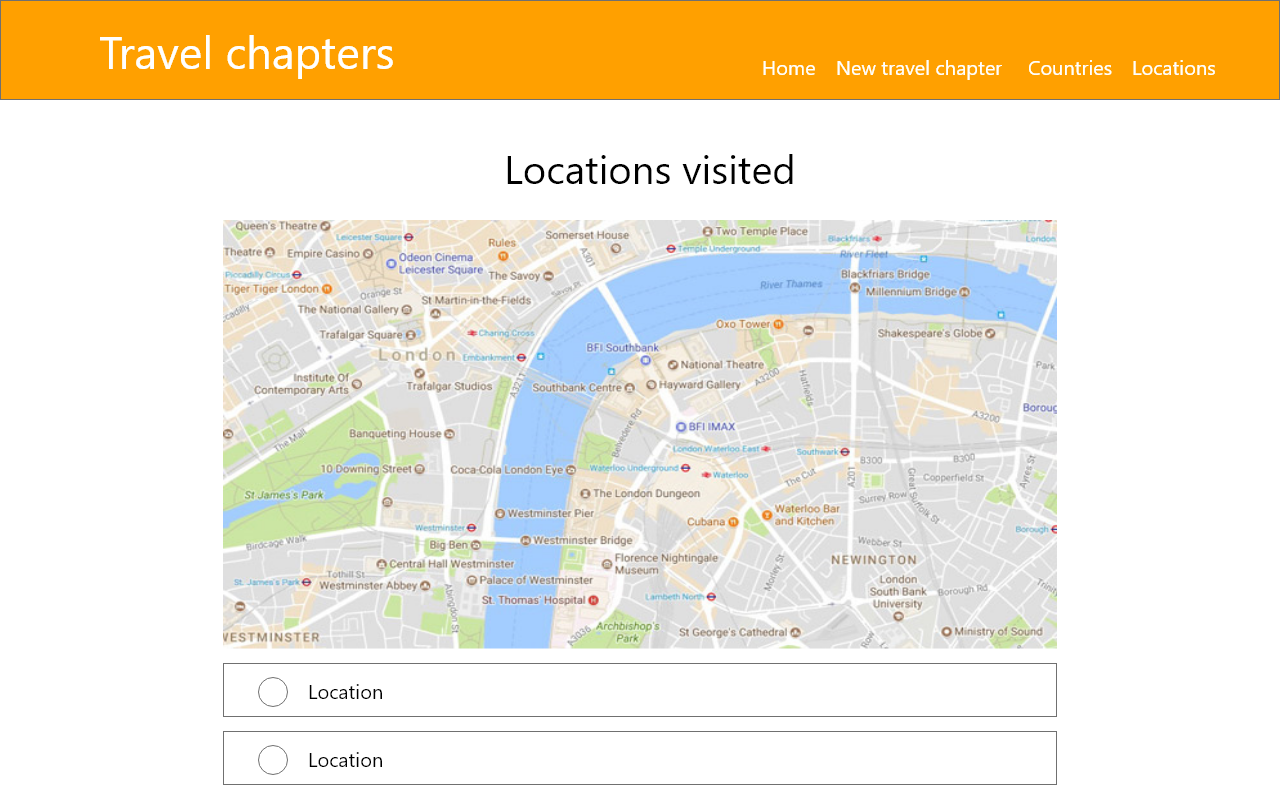 Travel chapters
Home New travel chapter Countries Locations
Locations visited
Queen's Theatre
Leicester Square
Rules
Somerset House
Two Temple Place
Blackfriars
London
Theatre
Empire Casino
Odeon Cinema
Leicester Square
A301
Temple Underground
River Fleet
Piccadilly Circus
The Savoy
Blackfriars Bridge
Tiger Tiger London
Orange St
St Martin-in-the-Fields
Savoy Pl
River Thames
Millennium Bridge
cadilly
The National Gallery
Trafalgar Square
Charing Cross
Oxo Tower
Shakespeare's Globe
London
Embankment
BFI Southbank
National Theatre
Park
Institute Of
Contemporary Arts
Trafalgar Studios
A3211
Southbank Centre
Hayward Gallery
A3200
Hatfields
A3200
Boroug
The Mall
Banqueting House
Belvedere Rd
BFI IMAX
London Waterloo East
Southwark
B300
B300
10 Downing Street
Coca-Cola London Eye
Waterloo Underground
Waterloo
The Cut
A201
Great Suffolk St
Copperfield St
Ayres St
St James's Park
The London Dungeon
Surrey Row
Westminster Pier
Cubana
Waterloo Bar
and Kitchen
Westminster
Borough
Birdcage Walk
Big Ben
Westminster Bridge
Webber St
Central Hall Westminster
Florence Nightingale
Museum
Morley St
NEWINGTON
St. James's Park
Tothill St
Westminster Abbey
Palace of Westminster
London
South Bank
University
Borough Rd
Trinity
Abingdon St
St. Thomas' Hospital
Lambeth North
A3036
Archbishop's
Park
St George's Cathedral
Row
Ministry of Sound
WESTMINSTER
Location
Location